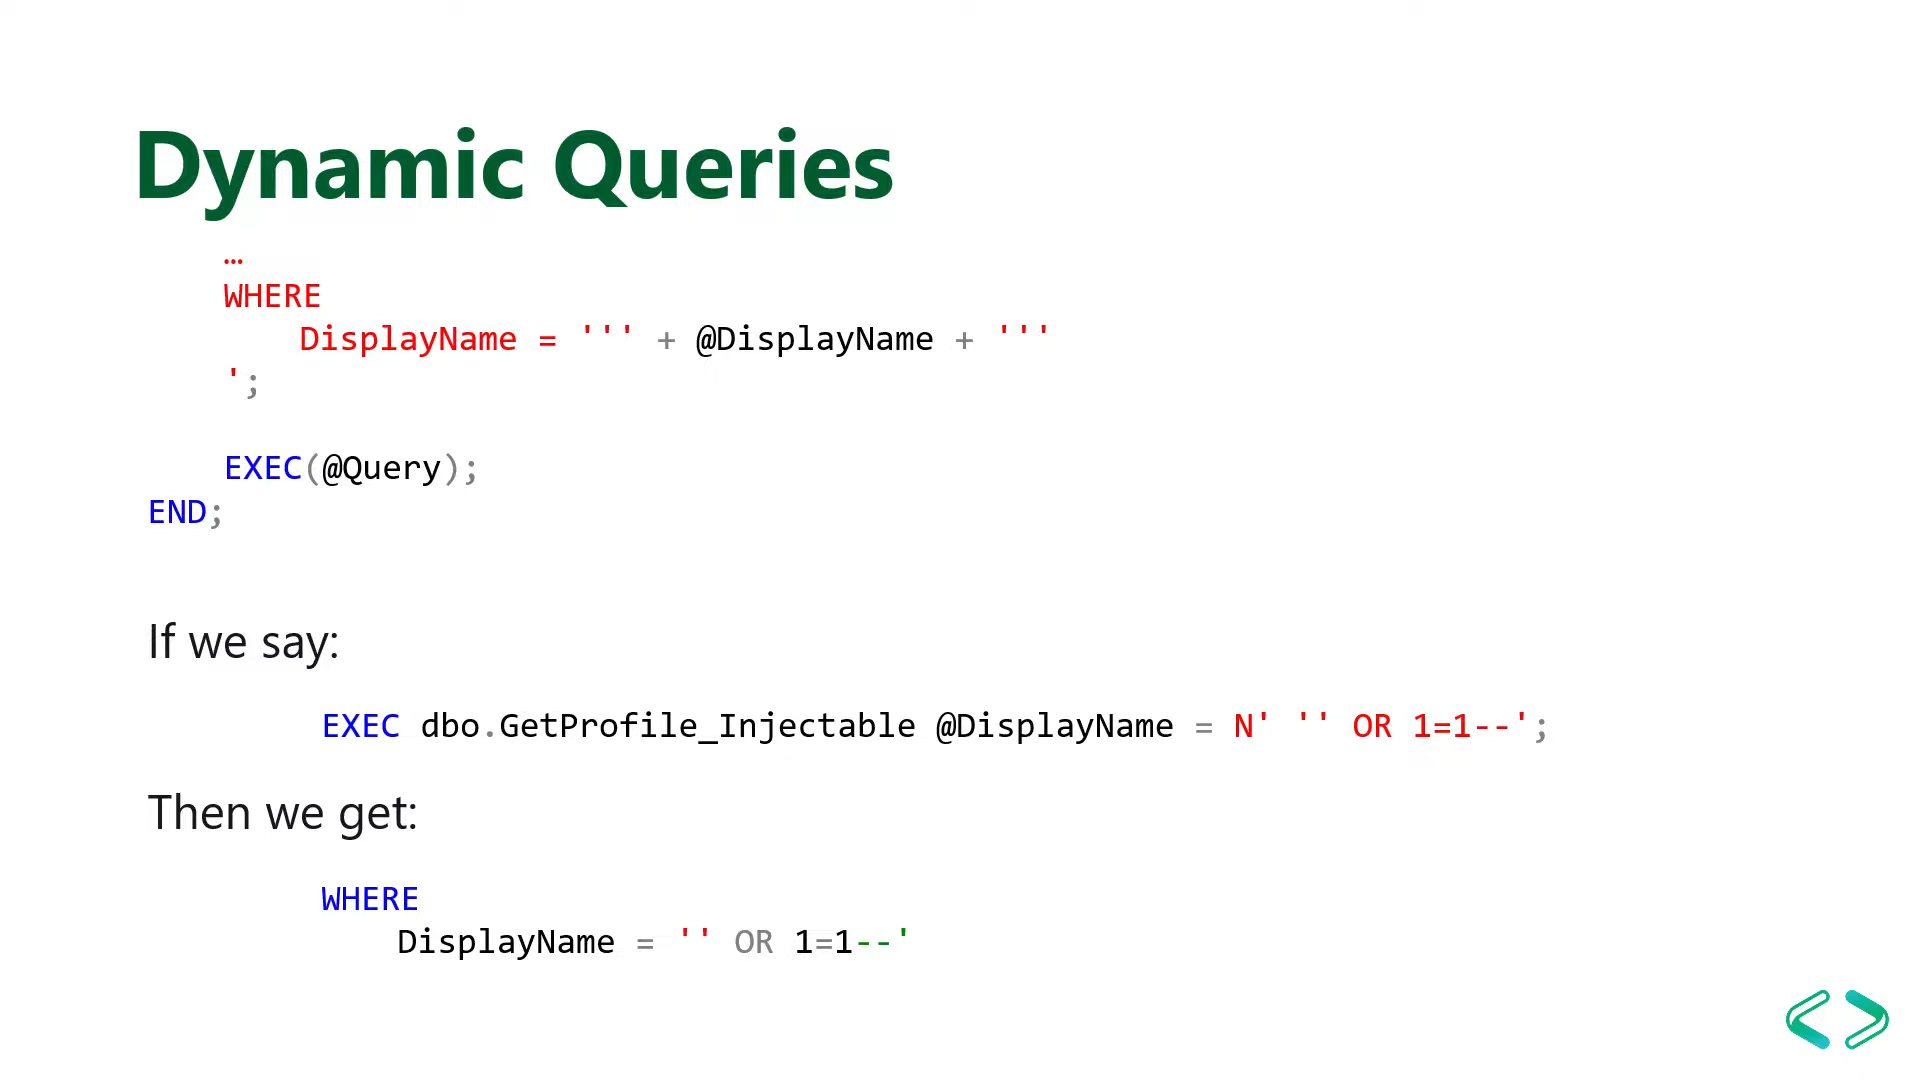 Dynamic Queries
…
WHERE
DisplayName = ''' + @DisplayName + '''
';
EXEC(@Query);
END;
If we say:
EXEC dbo.GetProfile_Injectable @DisplayName = N' '' OR 1=1--';
Then we get:
WHERE
DisplayName = '' OR 1=1--'